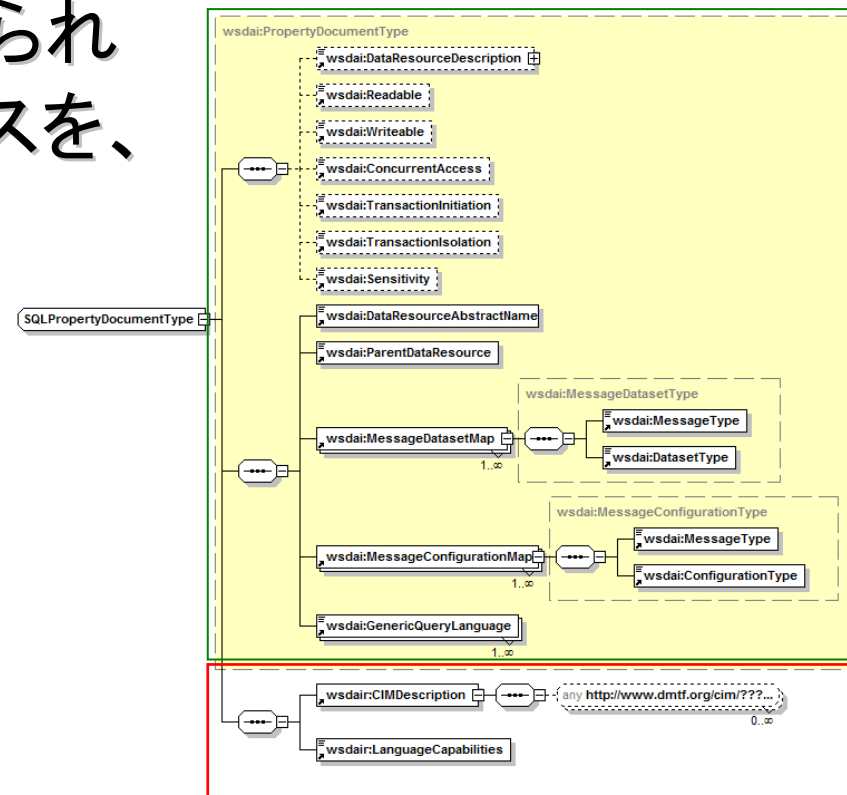 られ
スを、
wsdai:PropertyDocumentType
wsdai:DataResourceDescription
wsdai:Readable
wsdai:Writeable
wsdai:ConcurrentAccess
wsdai:TransactionInitiation
wsdai:TransactionIsolation
wsdai:Sensitivity
SQLPropertyDocumentType
wsdai:DataResourceAbstractName
wsdai:ParentDataResource
wsdai:MessageDatasetType
wsdai:MessageType
wsdai:MessageDatasetMap
1..∞
wsdai:DatasetType
wsdai:MessageConfigurationType
wsdai:MessageType
wsdai:MessageConfigurationMap
1..∞
wsdai:ConfigurationType
wsdai:GenericQueryLanguage
1..∞
wsdair:CIMDescription
any http://www.dmtf.org/cim/???...
0..∞
wsdair:LanguageCapabilities